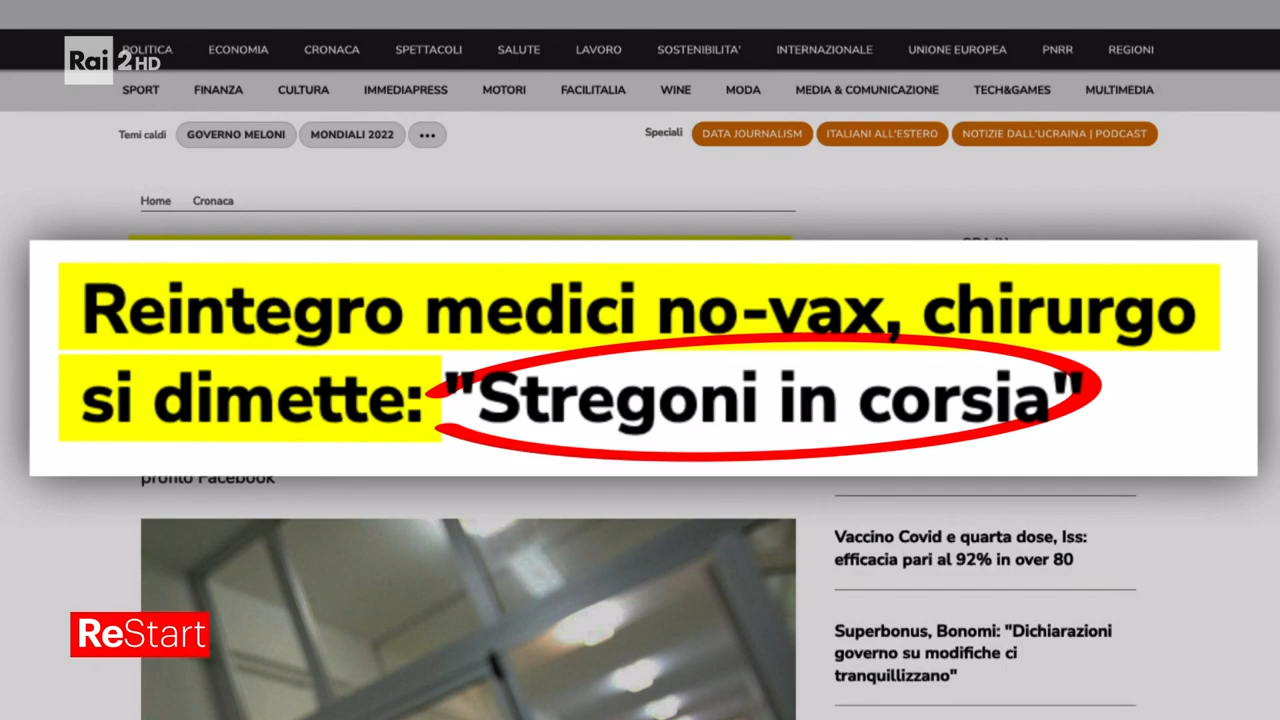 Rai 2HD
POLITICA ECONOMIA CRONACA SPETTACOLI SALUTE LAVORO SOSTENIBILITA' INTERNAZIONALE UNIONE EUROPEA PNRR REGIONI
SPORT FINANZA CULTURA IMMEDIAPRESS MOTORI FACILITALIA WINE MODA MEDIA & COMUNICAZIONE TECH&GAMES MULTIMEDIA
Temi caldi GOVERNO MELONI MONDIALI 2022 ••• Speciali DATA JOURNALISM ITALIANI ALL'ESTERO NOTIZIE DALL'UCRAINA | PODCAST
Home Cronaca
Reintegro medici no-vax, chirurgo
si dimette: "Stregoni in corsia"
profilo Facebook
Vaccino Covid e quarta dose, Iss:
efficacia pari al 92% in over 80
Superbonus, Bonomi: "Dichiarazioni
governo su modifiche ci
tranquillizzano"
ReStart